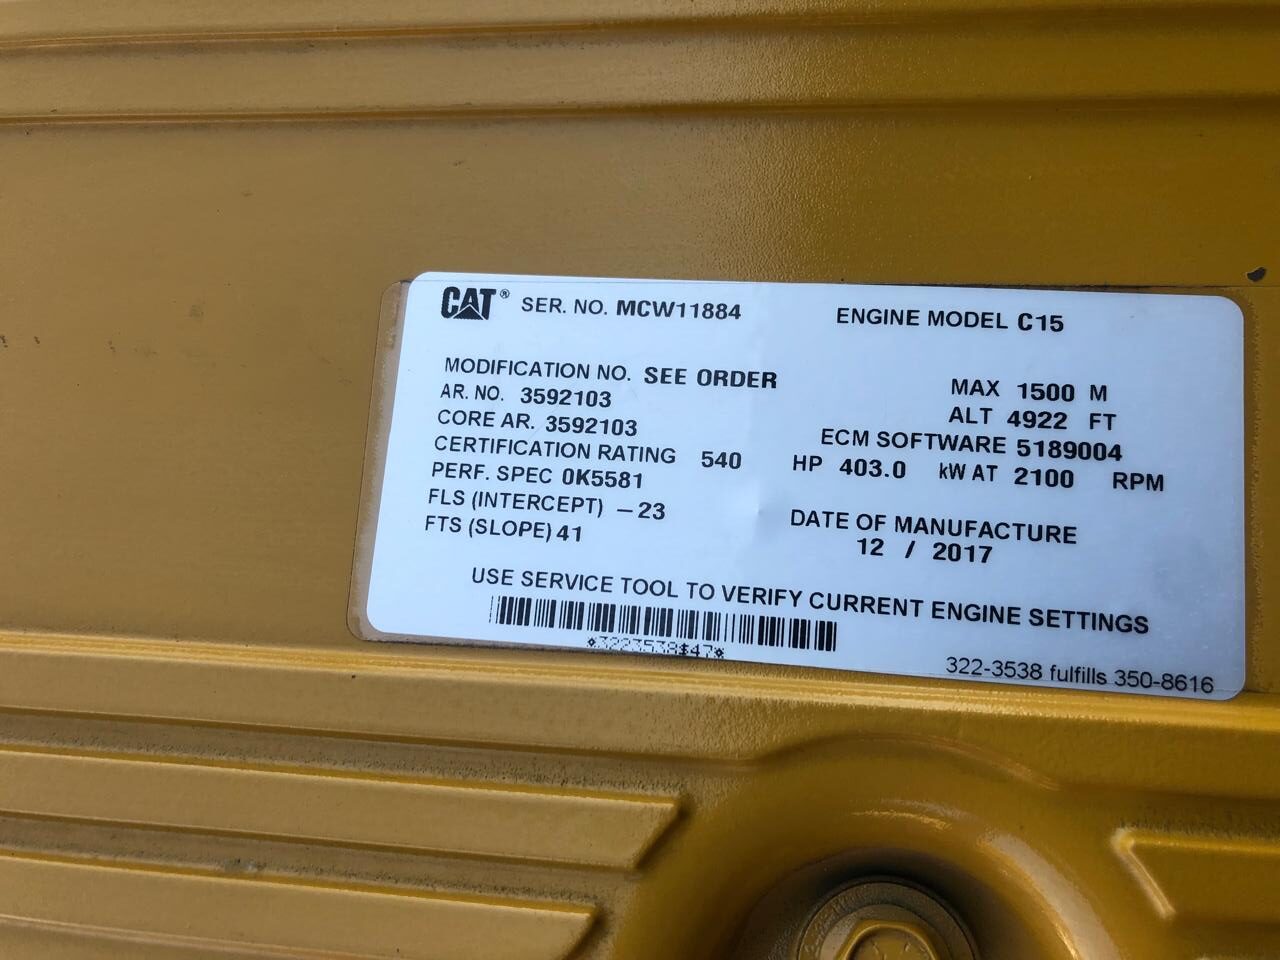 CAT® SER. NO. MCW11884 ENGINE MODEL C15
MODIFICATION NO. SEE ORDER MAX 1500 M
AR. NO. 3592103 ALT 4922 FT
CORE AR. 3592103 ECM SOFTWARE 5189004
CERTIFICATION RATING 540 HP 403.0 kW AT 2100 RPM
PERF. SPEC 0K5581
FLS (INTERCEPT) –23 DATE OF MANUFACTURE
FTS (SLOPE) 41 12 / 2017
USE SERVICE TOOL TO VERIFY CURRENT ENGINE SETTINGS
*3223538$47*
322-3538 fulfills 350-8616